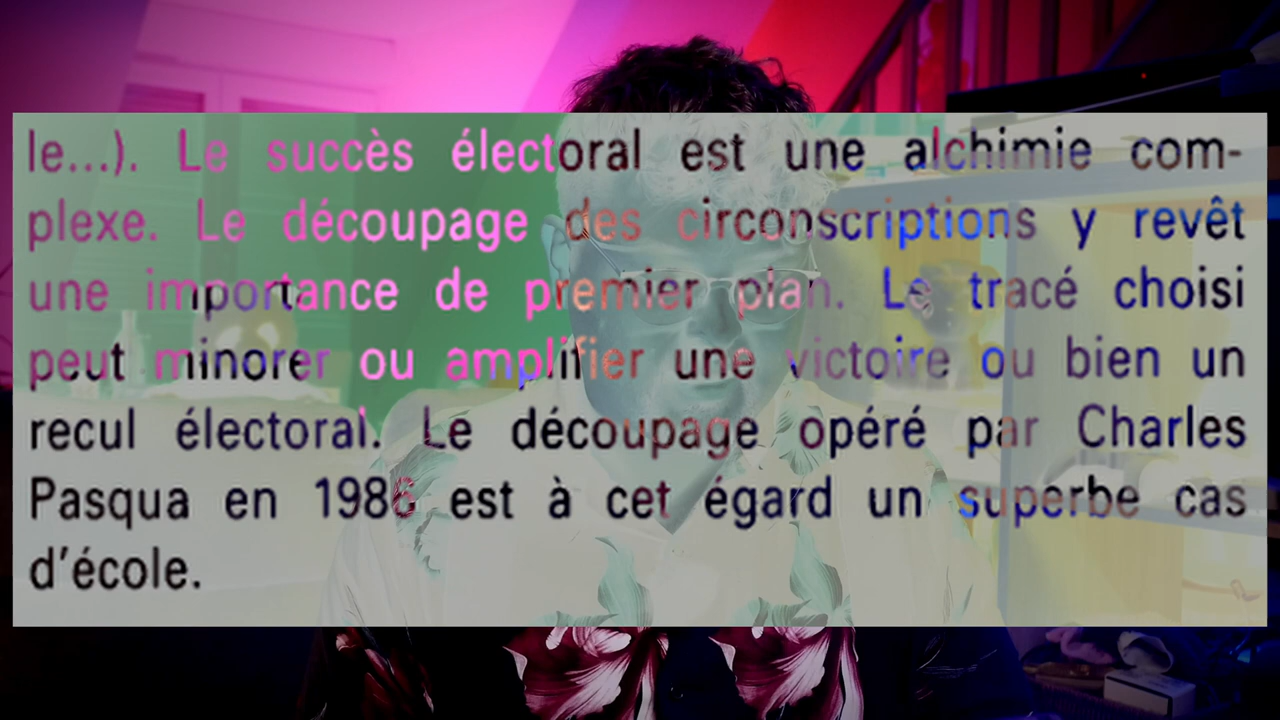 le...). Le succès électoral est une alchimie com-
plexe. Le découpage des circonscriptions y revêt
une importance de premier plan. Le tracé choisi
peut minorer ou amplifier une victoire ou bien un
recul électoral. Le découpage opéré par Charles
Pasqua en 1986 est à cet égard un superbe cas
d'école.